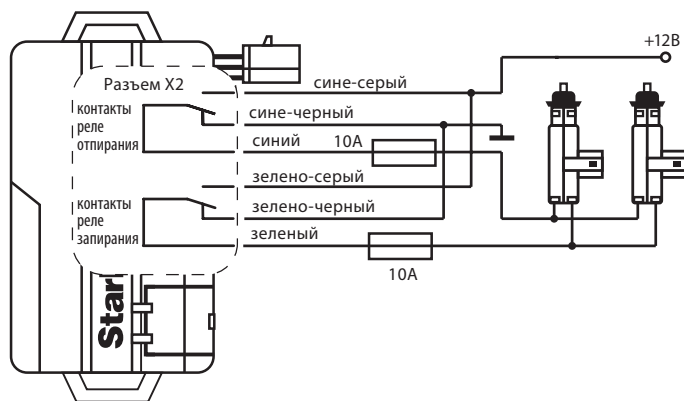 +12В
Разъем X2
сине-серый
контакты
реле
отпирания
сине-черный
синий
10А
зелено-серый
контакты
реле
запирания
зелено-черный
зеленый
10А
Starl